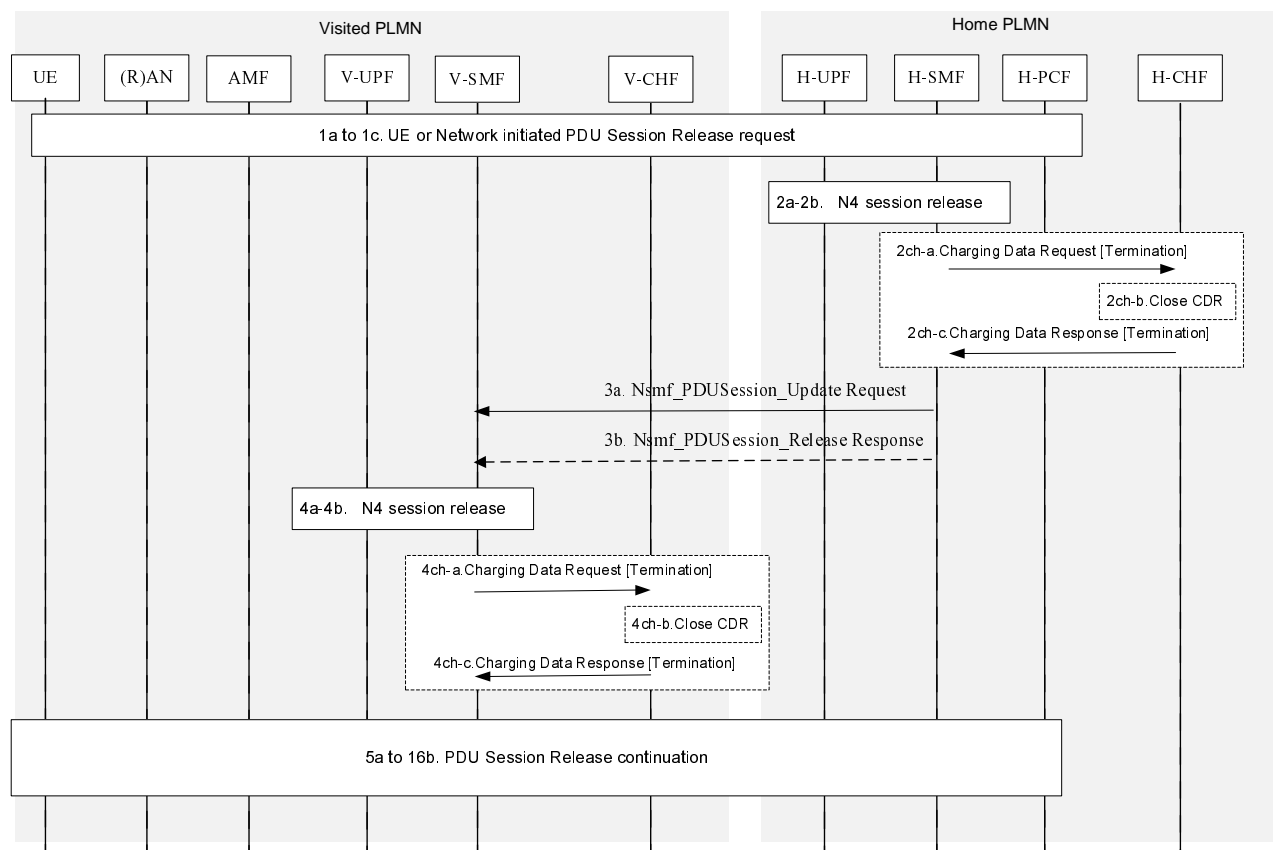 Visited PLMN
Home PLMN
UE
(R)AN
AMF
V-UPF
V-SMF
V-CHF
H-UPF
H-SMF
H-PCF
H-CHF
1a to 1c. UE or Network initiated PDU Session Release request
2a-2b. N4 session release
2ch-a.Charging Data Request [Termination]
2ch-b.Close CDR
2ch-c.Charging Data Response [Termination]
3a. Nsmf_PDUSession_Update Request
3b. Nsmf_PDUSession_Release Response
4a-4b. N4 session release
4ch-a.Charging Data Request [Termination]
4ch-b.Close CDR
4ch-c.Charging Data Response [Termination]
5a to 16b. PDU Session Release continuation